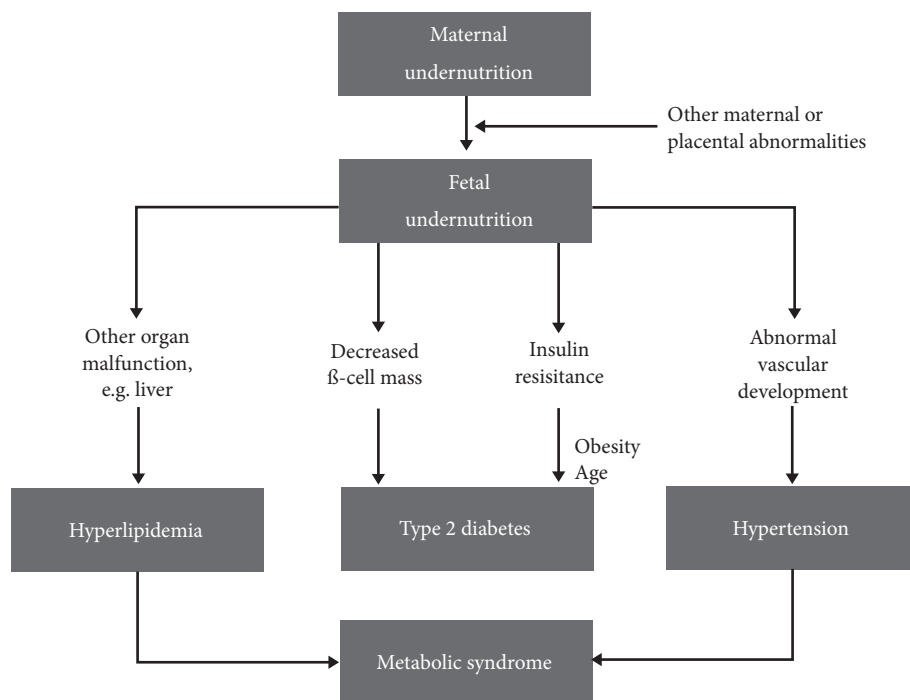 Maternal
undernutrition
Other maternal or
placental abnormalities
Fetal
undernutrition
Other organ
malfunction,
e.g. liver
Decreased
ß-cell mass
Insulin
resisitance
Abnormal
vascular
development
Obesity
Age
Hyperlipidemia
Type 2 diabetes
Hypertension
Metabolic syndrome